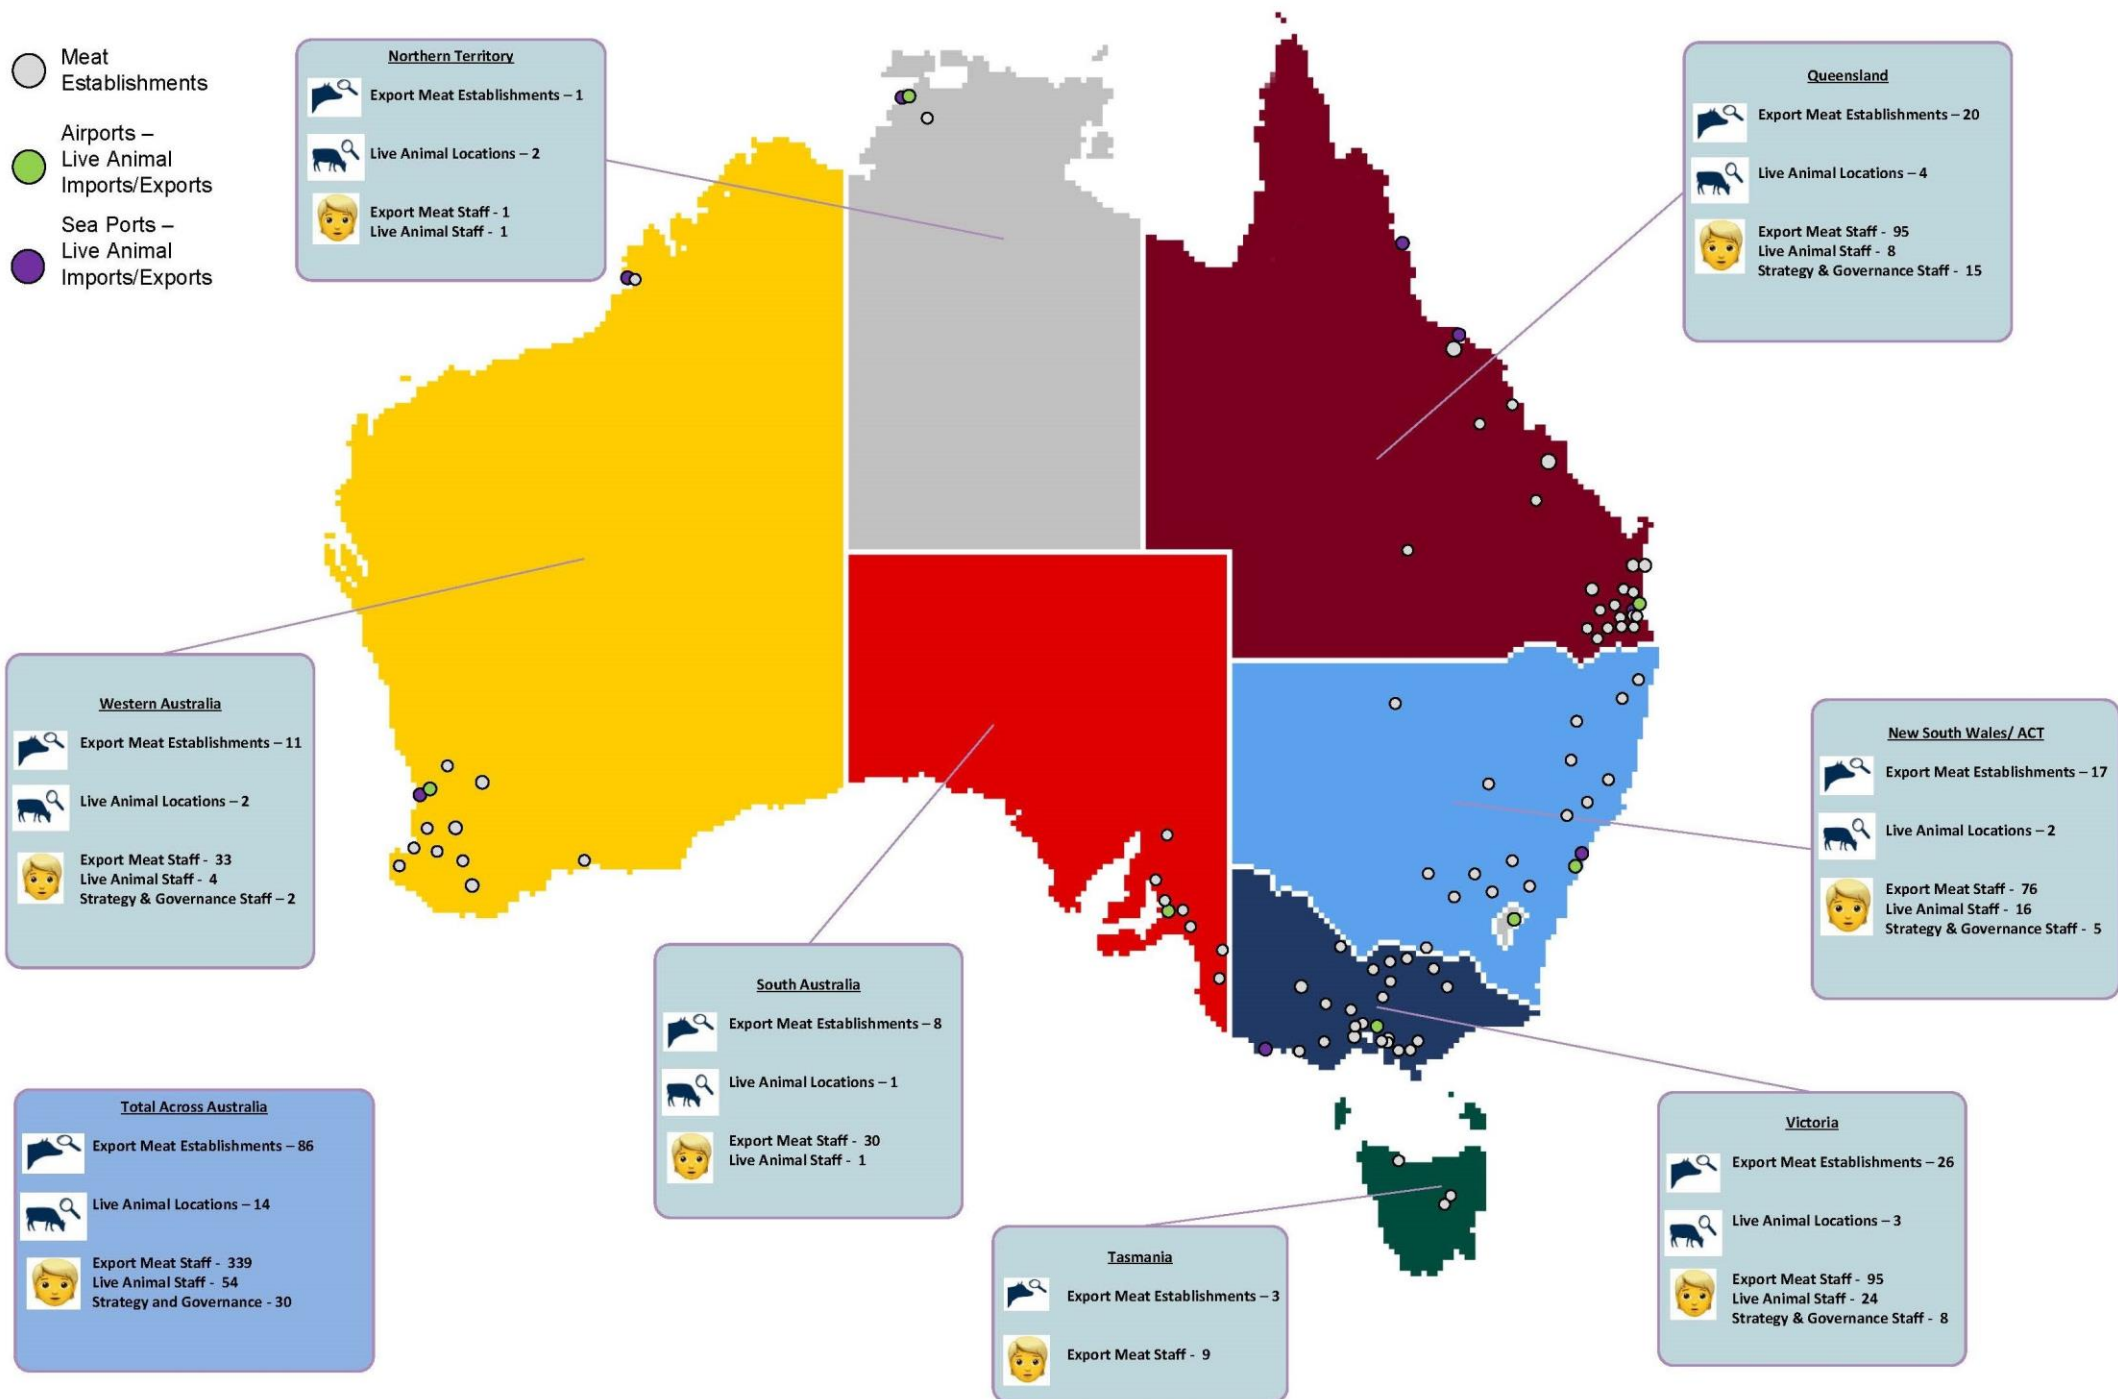 Meat
Establishments
Airports –
Live Animal
Imports/Exports
Sea Ports –
Live Animal
Imports/Exports
Northern Territory
Export Meat Establishments – 1
Live Animal Locations – 2
Export Meat Staff - 1
Live Animal Staff - 1
Queensland
Export Meat Establishments – 20
Live Animal Locations – 4
Export Meat Staff - 95
Live Animal Staff - 8
Strategy & Governance Staff - 15
Western Australia
Export Meat Establishments – 11
Live Animal Locations – 2
Export Meat Staff - 33
Live Animal Staff - 4
Strategy & Governance Staff – 2
New South Wales/ ACT
Export Meat Establishments – 17
Live Animal Locations – 2
Export Meat Staff - 76
Live Animal Staff - 16
Strategy & Governance Staff - 5
South Australia
Export Meat Establishments – 8
Live Animal Locations – 1
Export Meat Staff - 30
Live Animal Staff - 1
Total Across Australia
Export Meat Establishments – 86
Live Animal Locations – 14
Export Meat Staff - 339
Live Animal Staff - 54
Strategy and Governance - 30
Tasmania
Export Meat Establishments – 3
Export Meat Staff - 9
Victoria
Export Meat Establishments – 26
Live Animal Locations – 3
Export Meat Staff - 95
Live Animal Staff - 24
Strategy & Governance Staff - 8